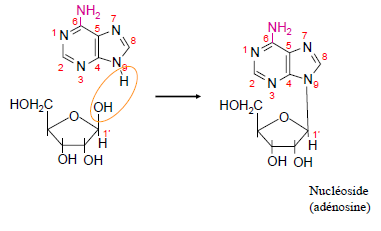 NH₂
6
7
1 N 5 N
8
2 N 4 N 9
3 H
OH
HO₂C
O
H 1'
OH OH
NH₂
6
7
1 N 5 N
8
2 N 4 N 9
3
HOH₂C
O
H 1'
OH OH
Nucléoside
(adénosine)